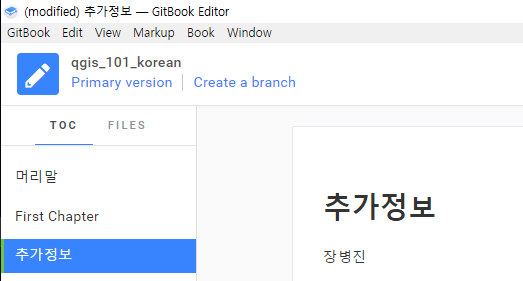 (modified) 추가정보 — GitBook Editor
GitBook Edit View Markup Book Window
qgis_101_korean
Primary version Create a branch
TOC FILES
머리말
First Chapter
추가정보
추가정보
장병진